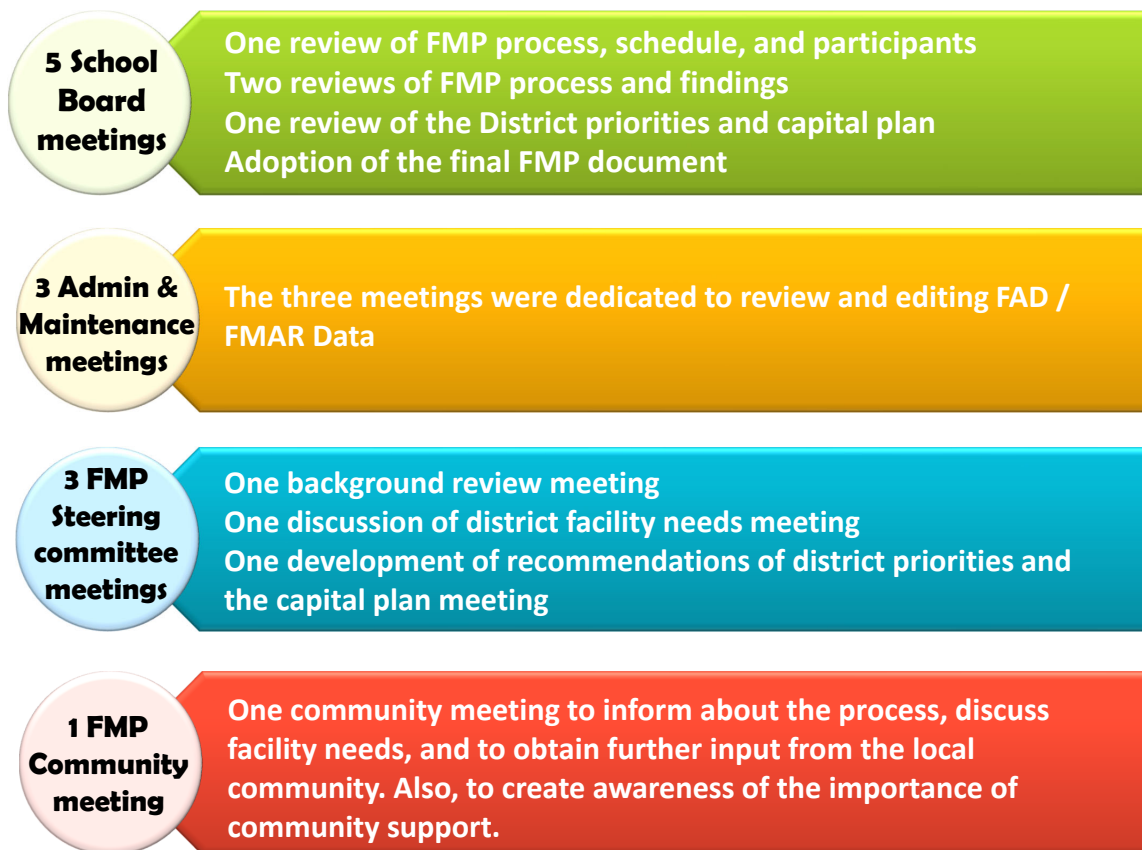 5 School
Board
meetings
One review of FMP process, schedule, and participants
Two reviews of FMP process and findings
One review of the District priorities and capital plan
Adoption of the final FMP document
3 Admin &
Maintenance
meetings
The three meetings were dedicated to review and editing FAD /
FMAR Data
3 FMP
Steering
committee
meetings
One background review meeting
One discussion of district facility needs meeting
One development of recommendations of district priorities and
the capital plan meeting
1 FMP
Community
meeting
One community meeting to inform about the process, discuss
facility needs, and to obtain further input from the local
community. Also, to create awareness of the importance of
community support.